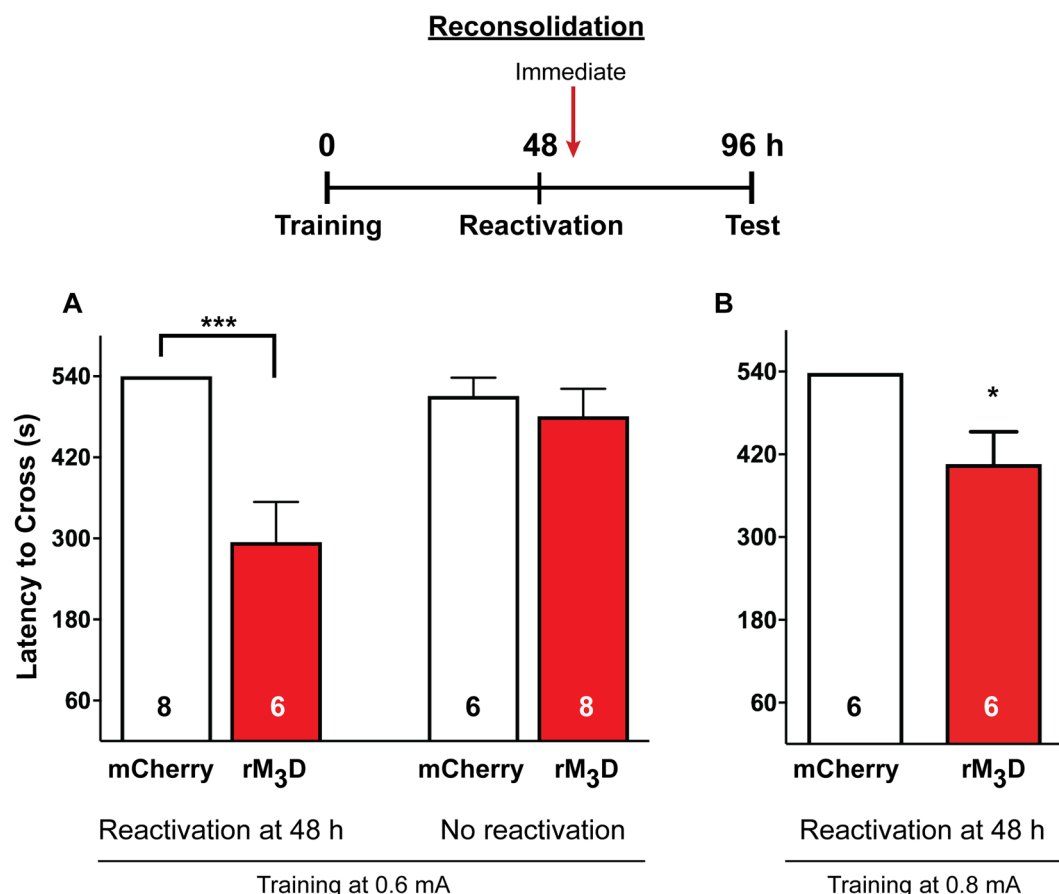 Reconsolidation
Immediate
0 48 96 h
Training Reactivation Test
A
B
***
*
Latency to Cross (s)
540
420
300
180
60
8 6 6 8
mCherry rM3D mCherry rM3D
Reactivation at 48 h No reactivation
Training at 0.6 mA
540
420
300
180
60
6 6
mCherry rM3D
Reactivation at 48 h
Training at 0.8 mA